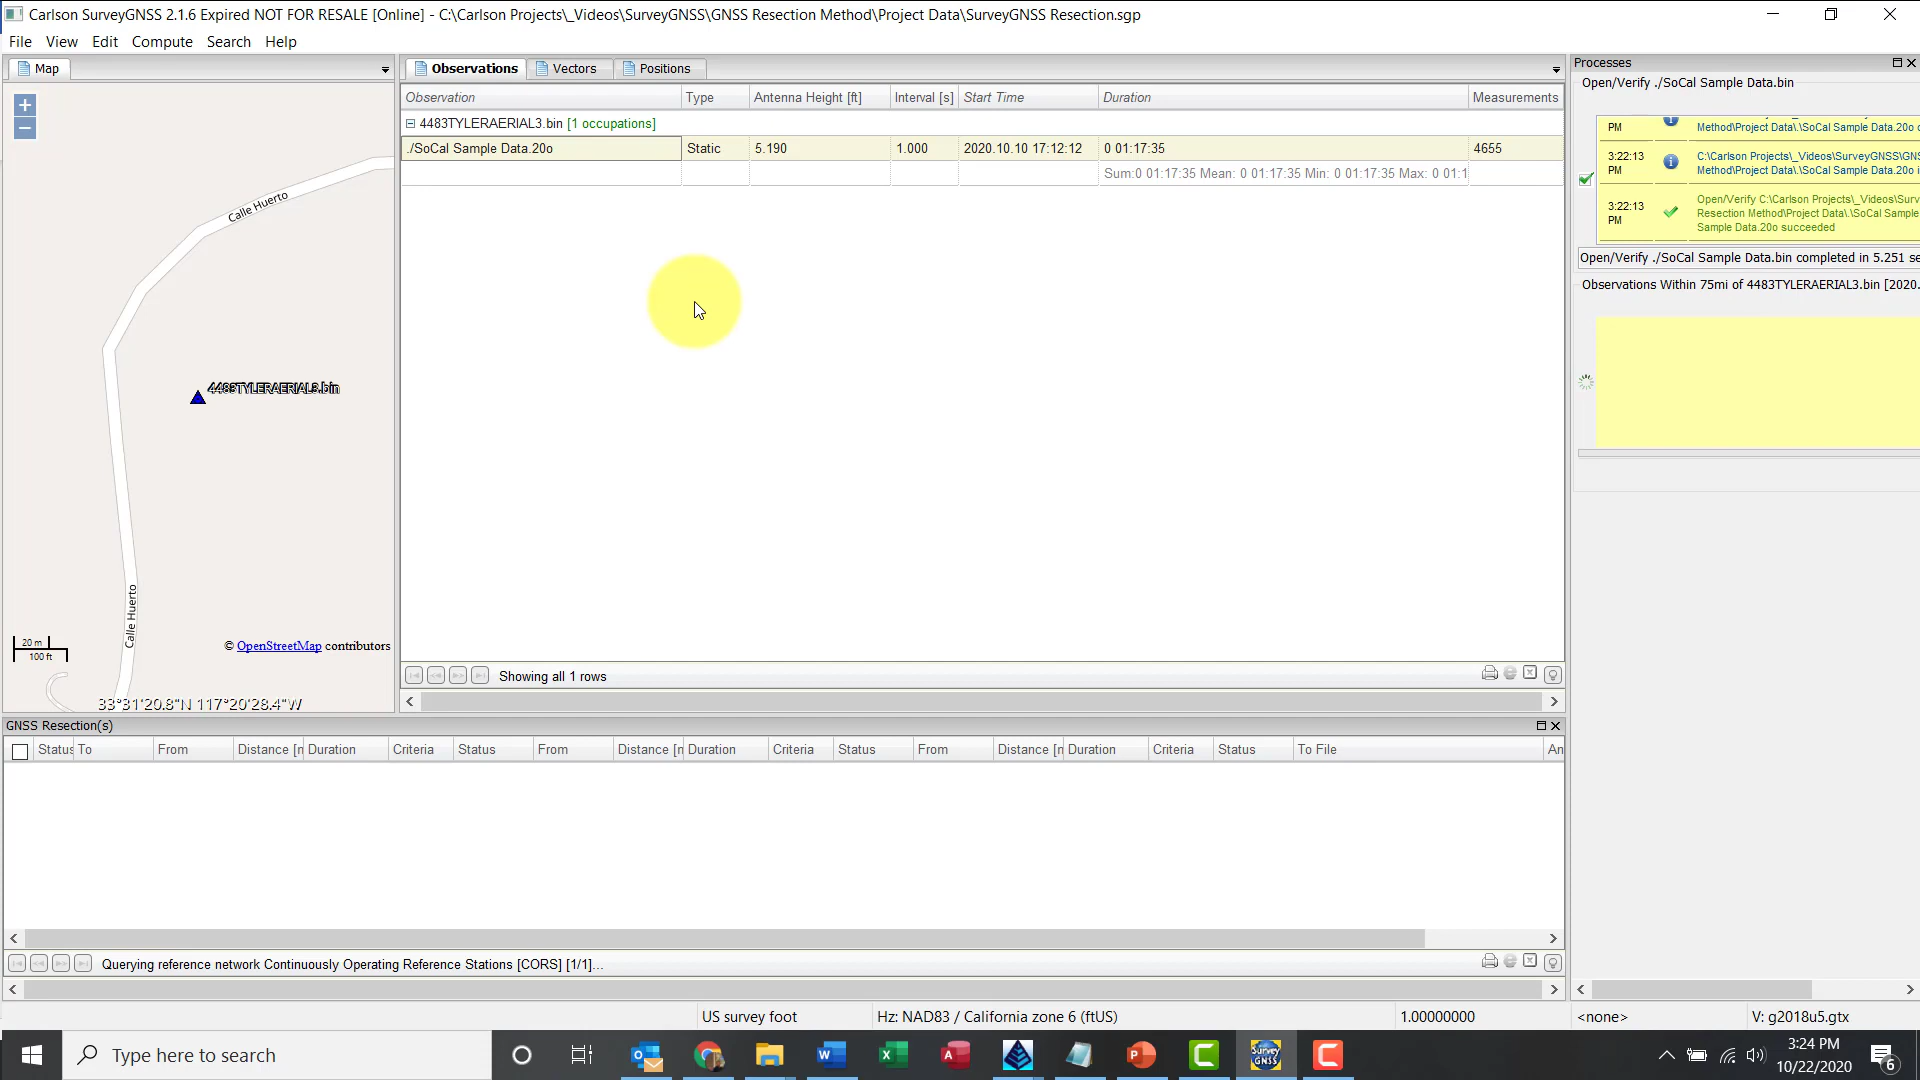 Carlson SurveyGNSS 2.1.6 Expired NOT FOR RESALE [Online] - C:\Carlson Projects\_Videos\SurveyGNSS\GNSS Resection Method\Project Data\SurveyGNSS Resection.sgp
File View Edit Compute Search Help
Map
+
−
Calle Huerto
4483TYLERAERIAL3.bin
Calle Huerto
20 m
100 ft
© OpenStreetMap contributors
33°31'20.8"N 117°20'28.4"W
Observations Vectors Positions
Observation Type Antenna Height [ft] Interval [s] Start Time Duration Measurements
4483TYLERAERIAL3.bin [1 occupations]
./SoCal Sample Data.20o Static 5.190 1.000 2020.10.10 17:12:12 0 01:17:35 4655
Sum:0 01:17:35 Mean: 0 01:17:35 Min: 0 01:17:35 Max: 0 01:1
Showing all 1 rows
Processes
Open/Verify ./SoCal Sample Data.bin
PM Method\Project Data\.\SoCal Sample Data.20o
3:22:13 PM
C:\Carlson Projects\_Videos\SurveyGNSS\GNS
Method\Project Data\.\SoCal Sample Data.20o i
3:22:13 PM
Open/Verify C:\Carlson Projects\_Videos\Surv
Resection Method\Project Data\.\SoCal Sample
Sample Data.20o succeeded
Open/Verify ./SoCal Sample Data.bin completed in 5.251 se
Observations Within 75mi of 4483TYLERAERIAL3.bin [2020.
GNSS Resection(s)
Status To From Distance [n Duration Criteria Status From Distance [n Duration Criteria Status From Distance [n Duration Criteria Status To File An
Querying reference network Continuously Operating Reference Stations [CORS] [1/1]...
US survey foot Hz: NAD83 / California zone 6 (ftUS) 1.00000000 <none> V: g2018u5.gtx
Type here to search
Survey
GNSS
3:24 PM
10/22/2020
6